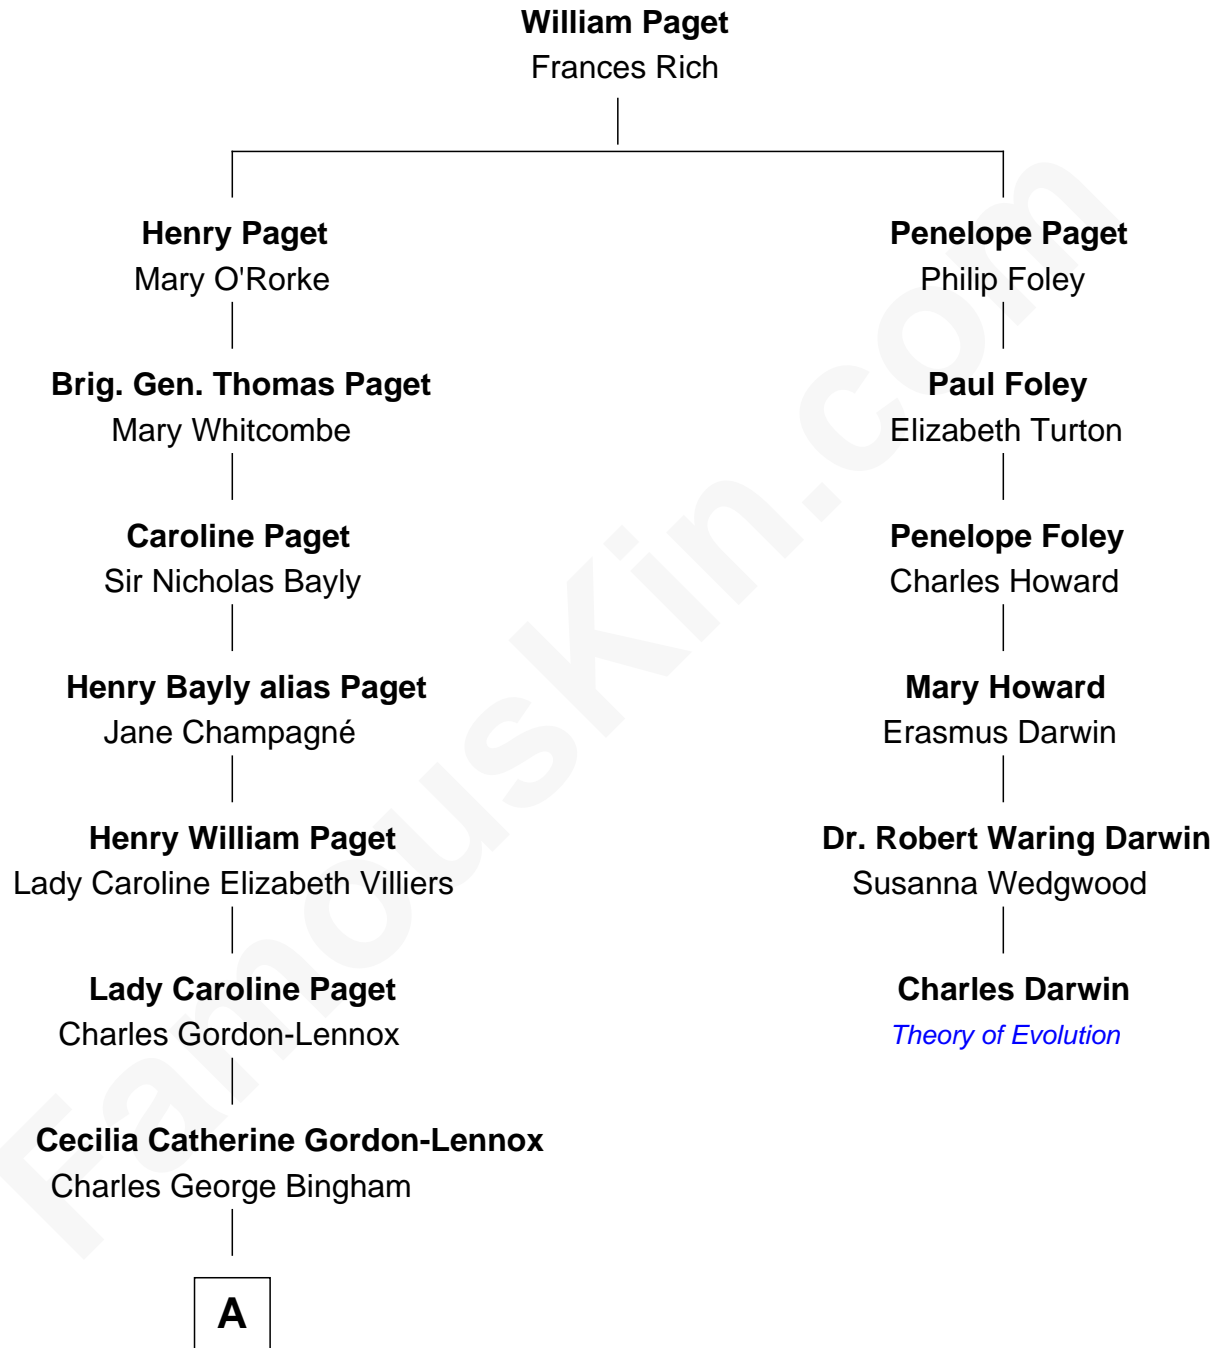 William Paget
Frances Rich
Henry Paget
Mary O'Rorke
Penelope Paget
Philip Foley
Brig. Gen. Thomas Paget
Mary Whitcombe
Paul Foley
Elizabeth Turton
Caroline Paget
Sir Nicholas Bayly
Penelope Foley
Charles Howard
Henry Bayly alias Paget
Jane Champagné
Mary Howard
Erasmus Darwin
Henry William Paget
Lady Caroline Elizabeth Villiers
Dr. Robert Waring Darwin
Susanna Wedgwood
Lady Caroline Paget
Charles Gordon-Lennox
Charles Darwin
Theory of Evolution
Cecilia Catherine Gordon-Lennox
Charles George Bingham
A
FamousKin.com